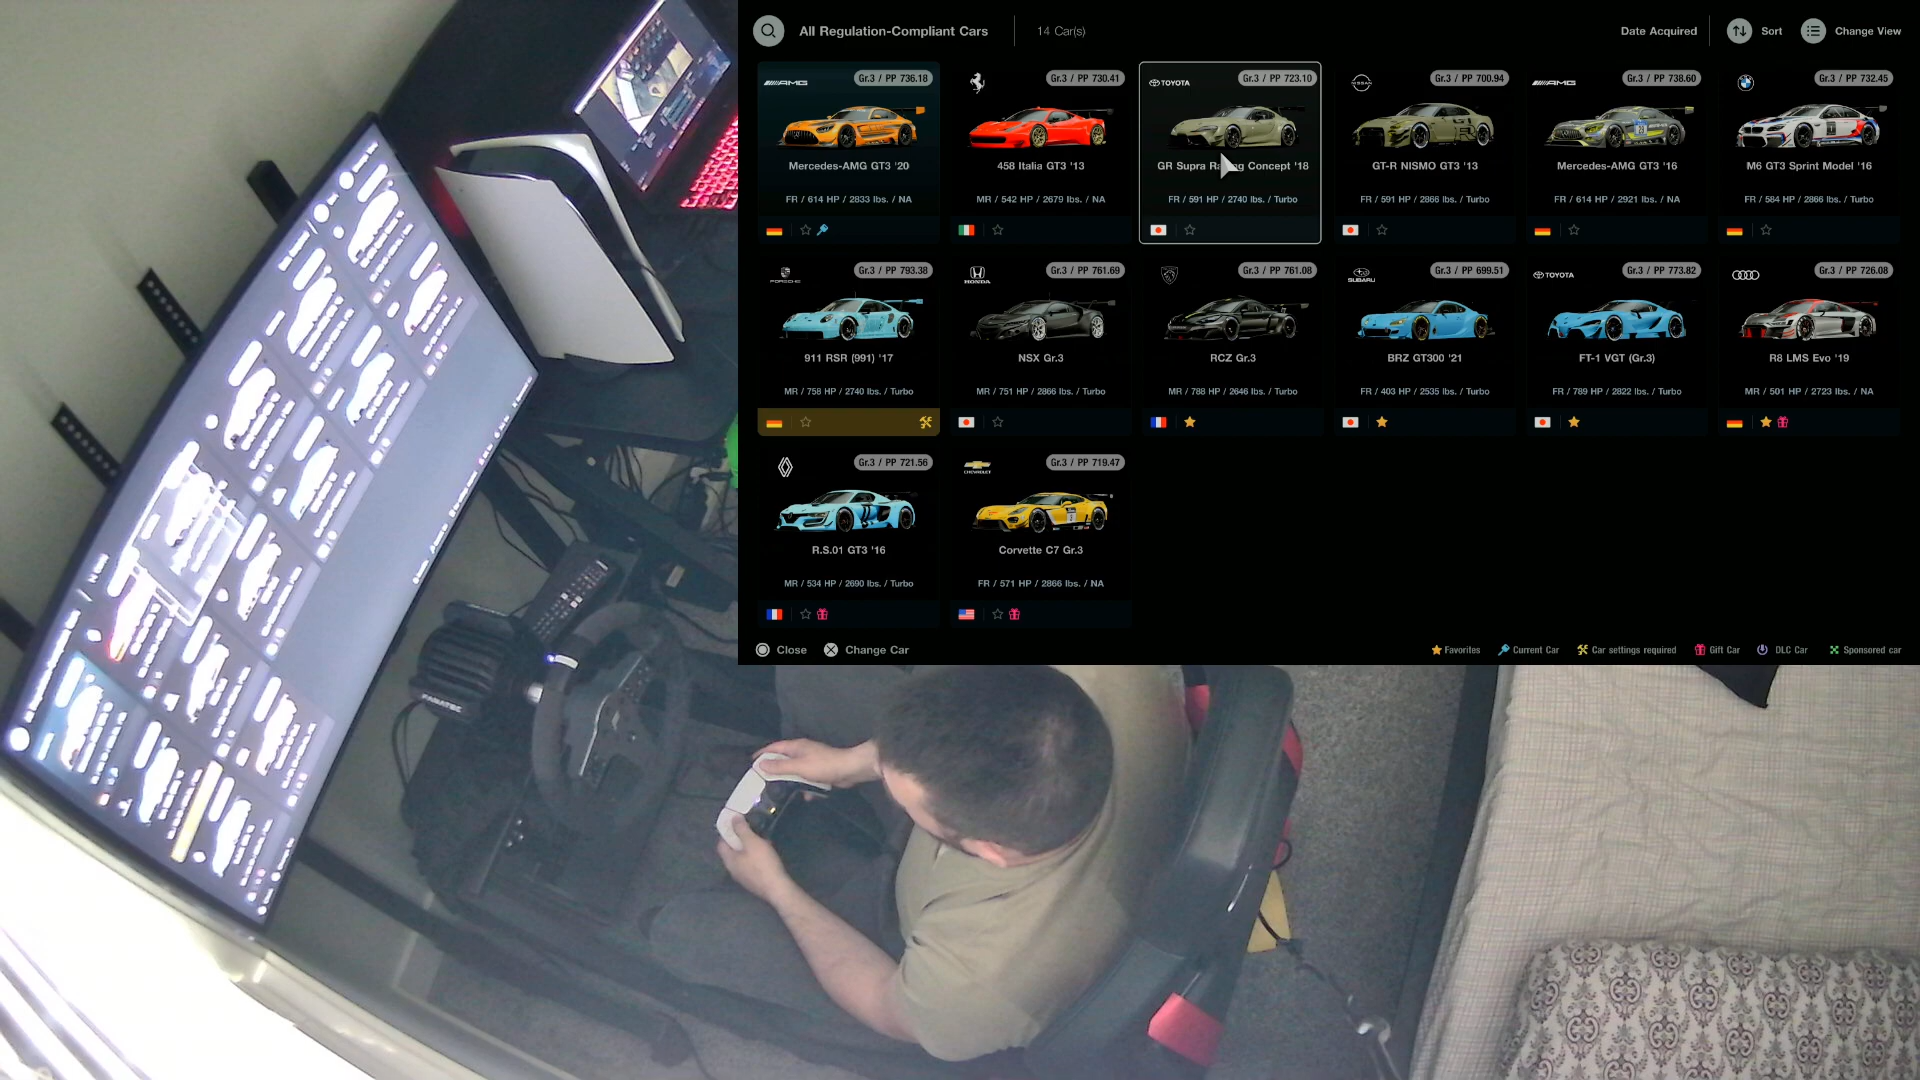 All Regulation-Compliant Cars
14 Car(s)
Date Acquired
Sort
Change View
AMG
Gr.3 / PP 736.18
Mercedes-AMG GT3 '20
FR / 614 HP / 2833 lbs. / NA
Gr.3 / PP 730.41
458 Italia GT3 '13
MR / 542 HP / 2679 lbs. / NA
TOYOTA
Gr.3 / PP 723.10
GR Supra Racing Concept '18
FR / 591 HP / 2740 lbs. / Turbo
NISSAN
Gr.3 / PP 700.94
GT-R NISMO GT3 '13
FR / 591 HP / 2866 lbs. / Turbo
AMG
Gr.3 / PP 738.60
Mercedes-AMG GT3 '16
FR / 614 HP / 2921 lbs. / NA
Gr.3 / PP 732.45
M6 GT3 Sprint Model '16
FR / 584 HP / 2866 lbs. / Turbo
PORSCHE
Gr.3 / PP 793.38
911 RSR (991) '17
MR / 758 HP / 2740 lbs. / Turbo
HONDA
Gr.3 / PP 761.69
NSX Gr.3
MR / 751 HP / 2866 lbs. / Turbo
Gr.3 / PP 761.08
RCZ Gr.3
MR / 788 HP / 2646 lbs. / Turbo
SUBARU
Gr.3 / PP 699.51
BRZ GT300 '21
FR / 403 HP / 2535 lbs. / Turbo
TOYOTA
Gr.3 / PP 773.82
FT-1 VGT (Gr.3)
FR / 789 HP / 2822 lbs. / Turbo
Gr.3 / PP 726.08
R8 LMS Evo '19
MR / 501 HP / 2723 lbs. / NA
Gr.3 / PP 721.56
R.S.01 GT3 '16
MR / 534 HP / 2690 lbs. / Turbo
CHEVROLET
Gr.3 / PP 719.47
Corvette C7 Gr.3
FR / 571 HP / 2866 lbs. / NA
Close
Change Car
Favorites
Current Car
Car settings required
Gift Car
DLC Car
Sponsored car
FANATEC